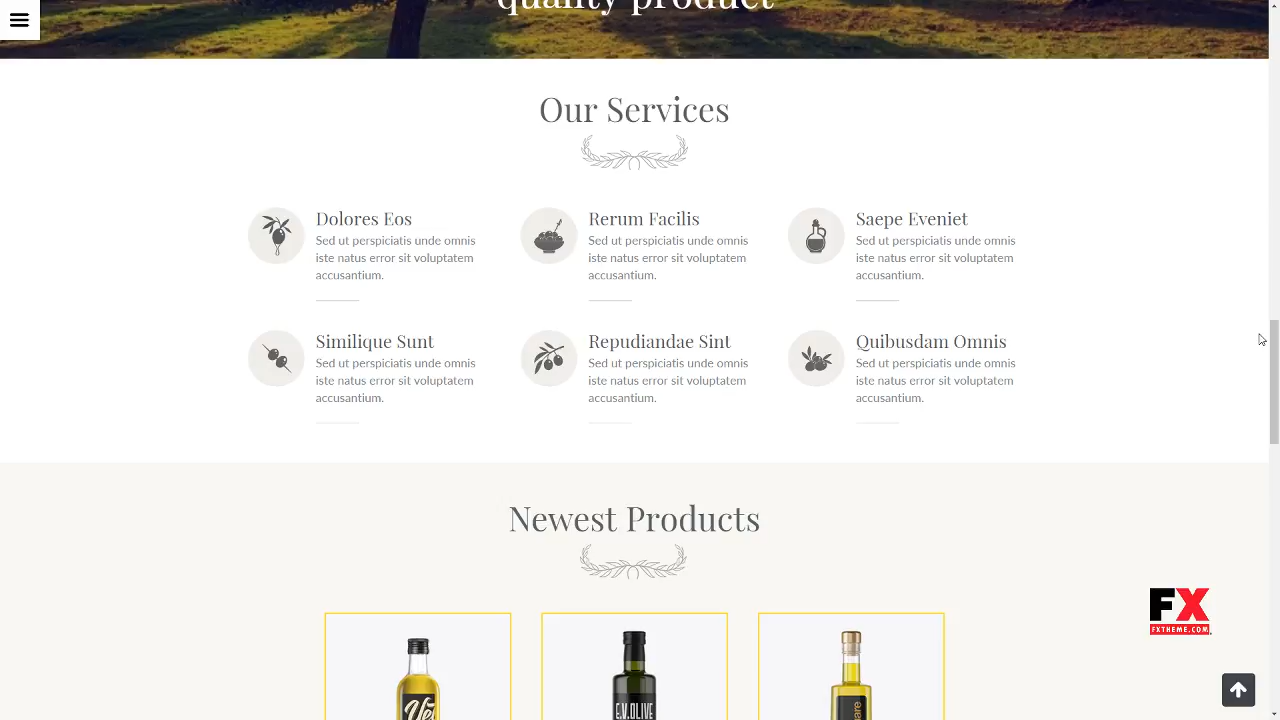 quality product
Our Services
Dolores Eos
Sed ut perspiciatis unde omnis
iste natus error sit voluptatem
accusantium.
Rerum Facilis
Sed ut perspiciatis unde omnis
iste natus error sit voluptatem
accusantium.
Saepe Eveniet
Sed ut perspiciatis unde omnis
iste natus error sit voluptatem
accusantium.
Similique Sunt
Sed ut perspiciatis unde omnis
iste natus error sit voluptatem
accusantium.
Repudiandae Sint
Sed ut perspiciatis unde omnis
iste natus error sit voluptatem
accusantium.
Quibusdam Omnis
Sed ut perspiciatis unde omnis
iste natus error sit voluptatem
accusantium.
Newest Products
FX
FXTHEME.COM
E.V.OLIVE